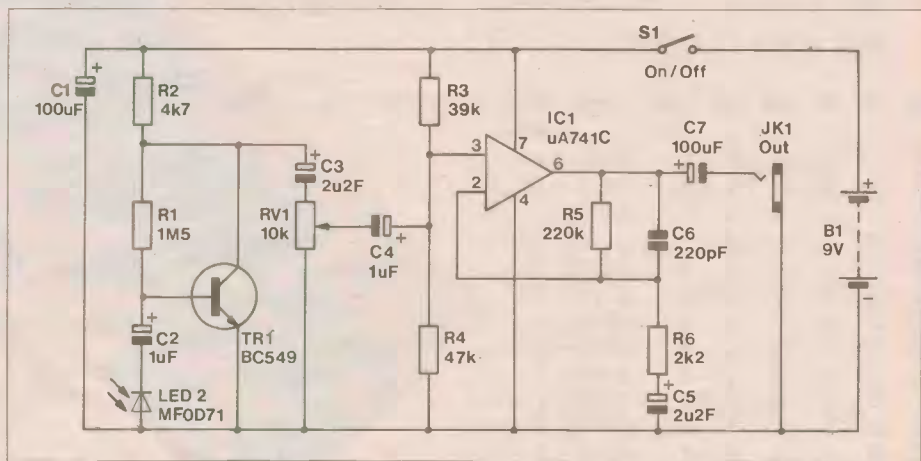 S1
On/Off
C1
100uF
+
R2
4k7
R3
39k
IC1
uA741C
C7
100uF
+
JK1
Out
+
C3
2u2F
3
7
6
2
4
R1
1M5
RV1
10k
C4
1uF
+
R5
220k
C6
220pF
+
B1
9V
−
+
C2
1uF
TR1
BC549
R4
47k
R6
2k2
+
C5
2u2F
LED 2
MFOD71